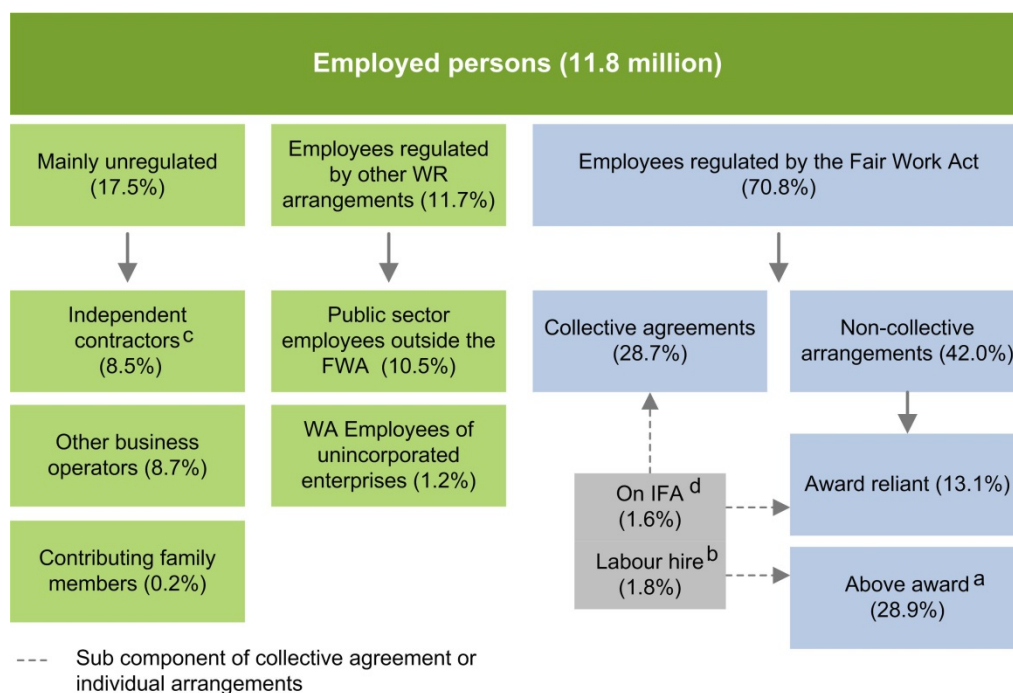 Employed persons (11.8 million)
Mainly unregulated
(17.5%)
Employees regulated
by other WR
arrangements (11.7%)
Employees regulated by the Fair Work Act
(70.8%)
Independent
contractors c
(8.5%)
Public sector
employees outside the
FWA (10.5%)
Collective agreements
(28.7%)
Non-collective
arrangements (42.0%)
Other business
operators (8.7%)
WA Employees of
unincorporated
enterprises (1.2%)
On IFA d
(1.6%)
Award reliant (13.1%)
Contributing family
members (0.2%)
Labour hire b
(1.8%)
Above award a
(28.9%)
Sub component of collective agreement or
individual arrangements